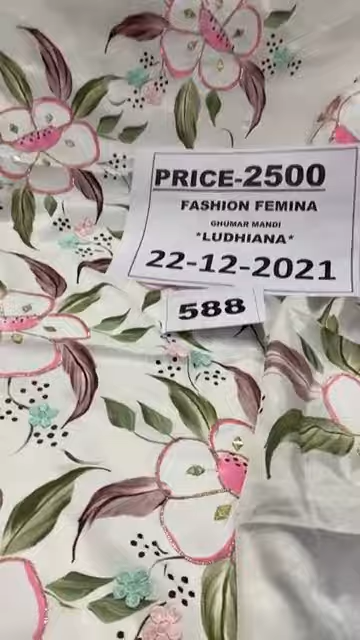 PRICE-2500
FASHION FEMINA
GHUMAR MANDI
*LUDHIANA*
22-12-2021
588